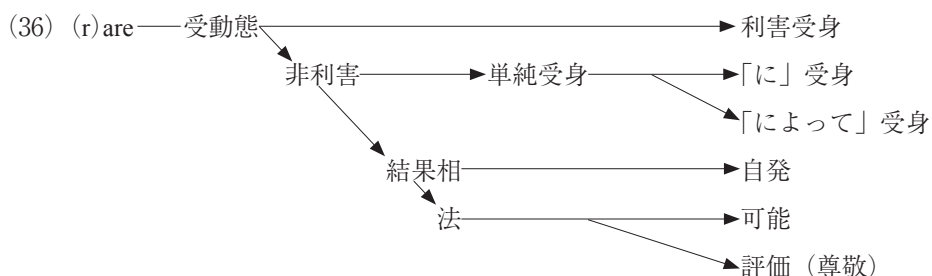 (36) (r)are 受動態 利害受身
非利害 単純受身 「に」受身
「によって」受身
結果相 自発
法 可能
評価（尊敬）